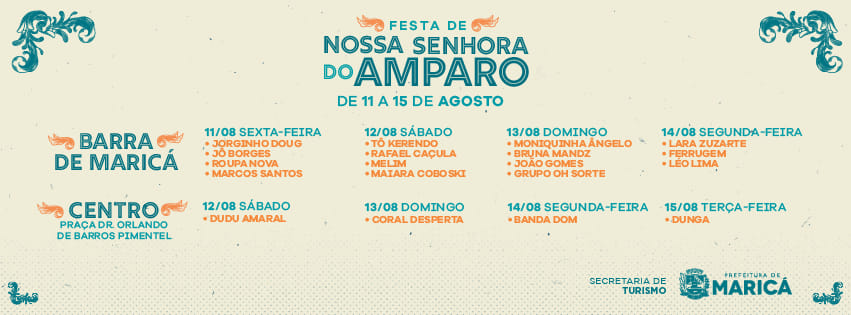 FESTA DE
NOSSA SENHORA
DO AMPARO
DE 11 A 15 DE AGOSTO
BARRA
DE MARICÁ
11/08 SEXTA-FEIRA
• JORGINHO DOUG
• JÔ BORGES
• ROUPA NOVA
• MARCOS SANTOS
12/08 SÁBADO
• TÔ KERENDO
• RAFAEL CAÇULA
• MELIM
• MAIARA COBOSKI
13/08 DOMINGO
• MONIQUINHA ÂNGELO
• BRUNA MANDZ
• JOÃO GOMES
• GRUPO OH SORTE
14/08 SEGUNDA-FEIRA
• LARA ZUZARTE
• FERRUGEM
• LÉO LIMA
CENTRO
PRAÇA DR. ORLANDO
DE BARROS PIMENTEL
12/08 SÁBADO
• DUDU AMARAL
13/08 DOMINGO
• CORAL DESPERTA
14/08 SEGUNDA-FEIRA
• BANDA DOM
15/08 TERÇA-FEIRA
• DUNGA
SECRETARIA DE
TURISMO
PREFEITURA DE
MARICÁ